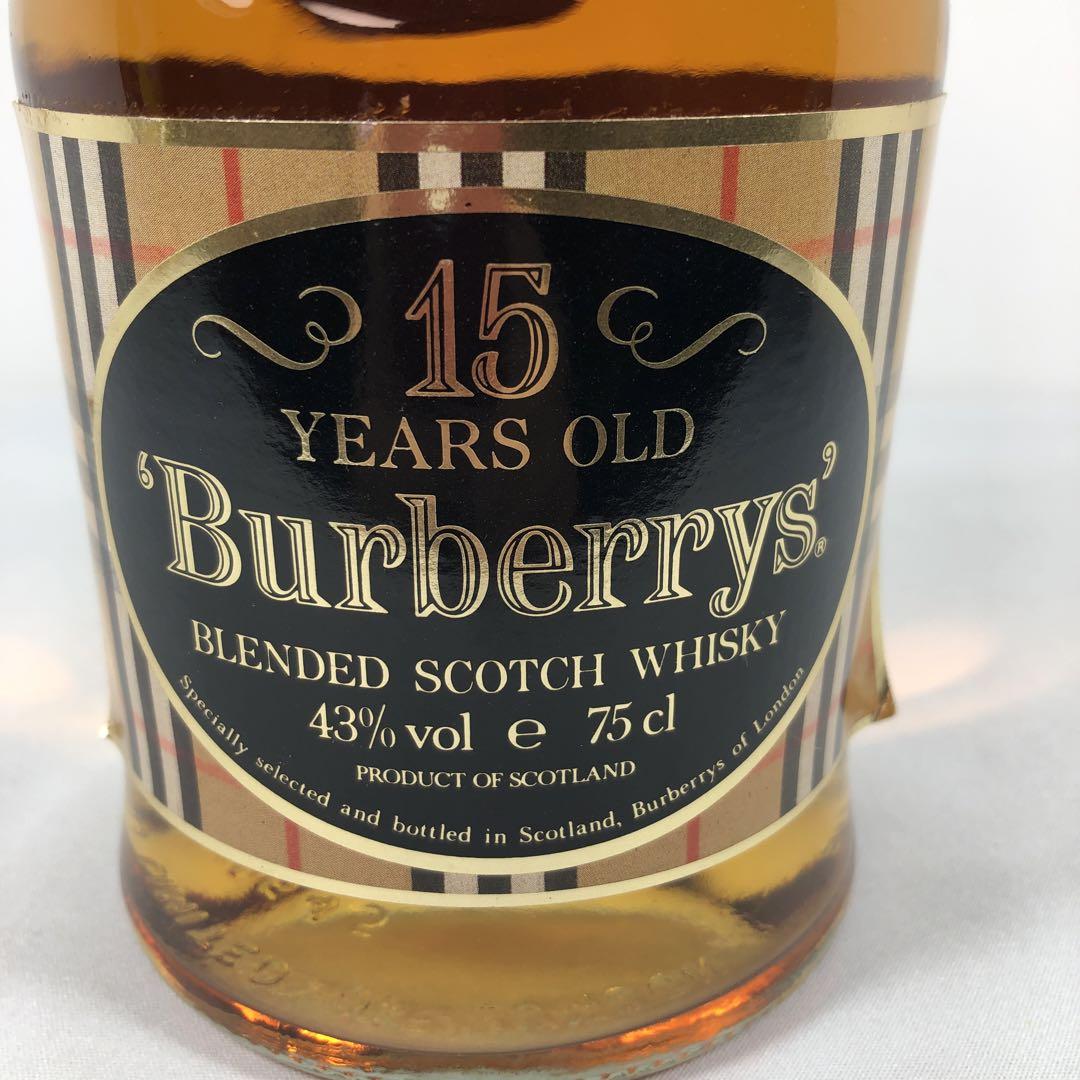 15
YEARS OLD
'Burberrys'®
BLENDED SCOTCH WHISKY
43% vol e 75 cl
PRODUCT OF SCOTLAND
Specially selected and bottled in Scotland, Burberrys of London